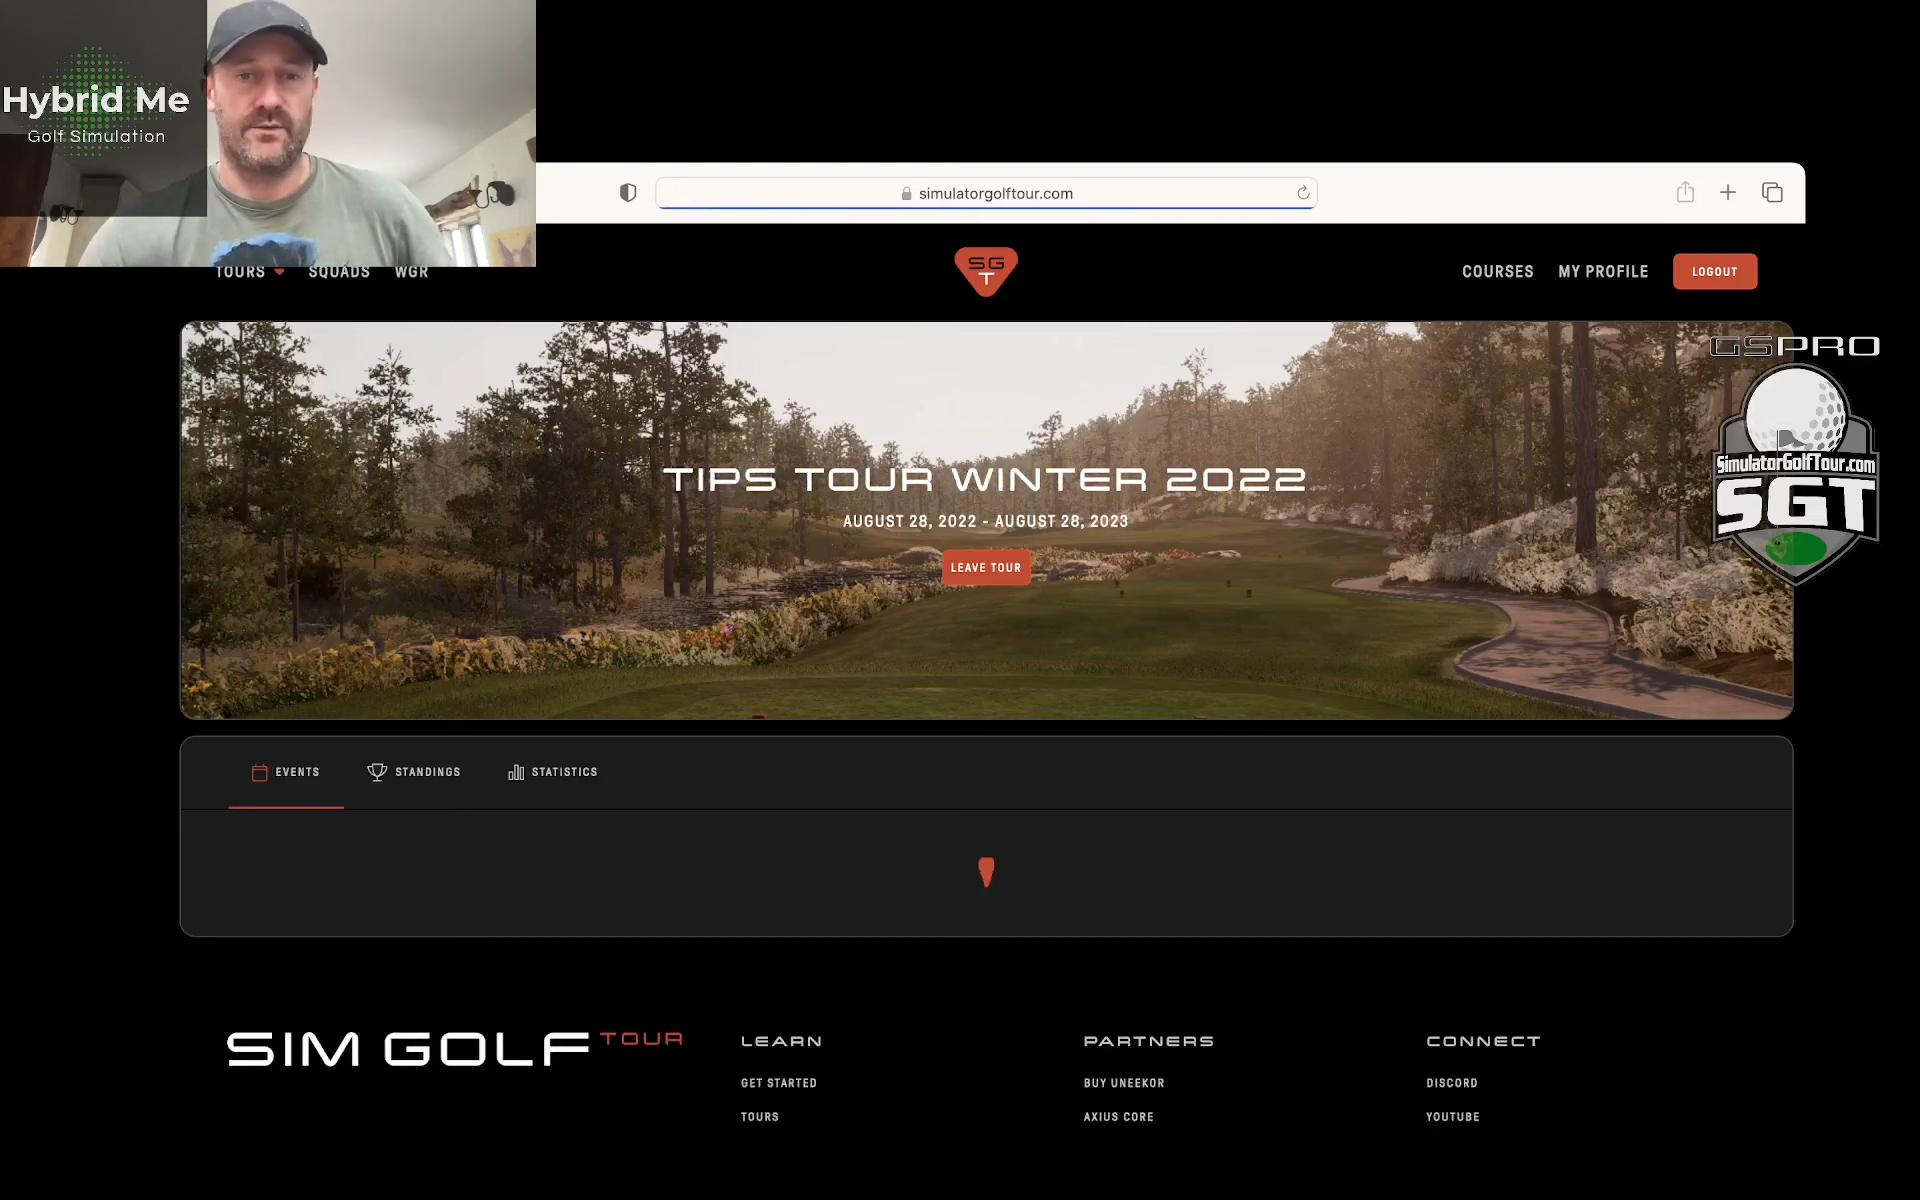 Hybrid Me
Golf Simulation
simulatorgolftour.com
TOURS
SQUADS
WGR
SG
T
COURSES
MY PROFILE
LOGOUT
GSPRO
SimulatorGolfTour.com
SGT
TIPS TOUR WINTER 2022
AUGUST 28, 2022 - AUGUST 28, 2023
LEAVE TOUR
EVENTS
STANDINGS
STATISTICS
SIM GOLF TOUR
LEARN
GET STARTED
TOURS
PARTNERS
BUY UNEEKOR
AXIUS CORE
CONNECT
DISCORD
YOUTUBE